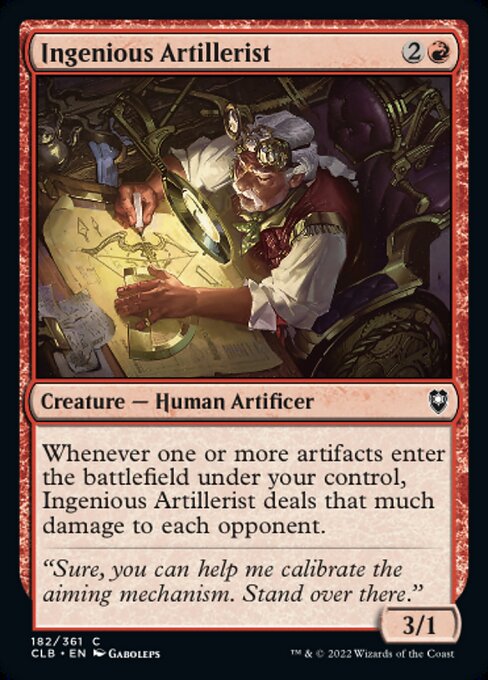 Ingenious Artillerist 2
Creature — Human Artificer
Whenever one or more artifacts enter
the battlefield under your control,
Ingenious Artillerist deals that much
damage to each opponent.
“Sure, you can help me calibrate the
aiming mechanism. Stand over there.”
3/1
182/361 C
CLB • EN Gaboleps
™ & © 2022 Wizards of the Coast